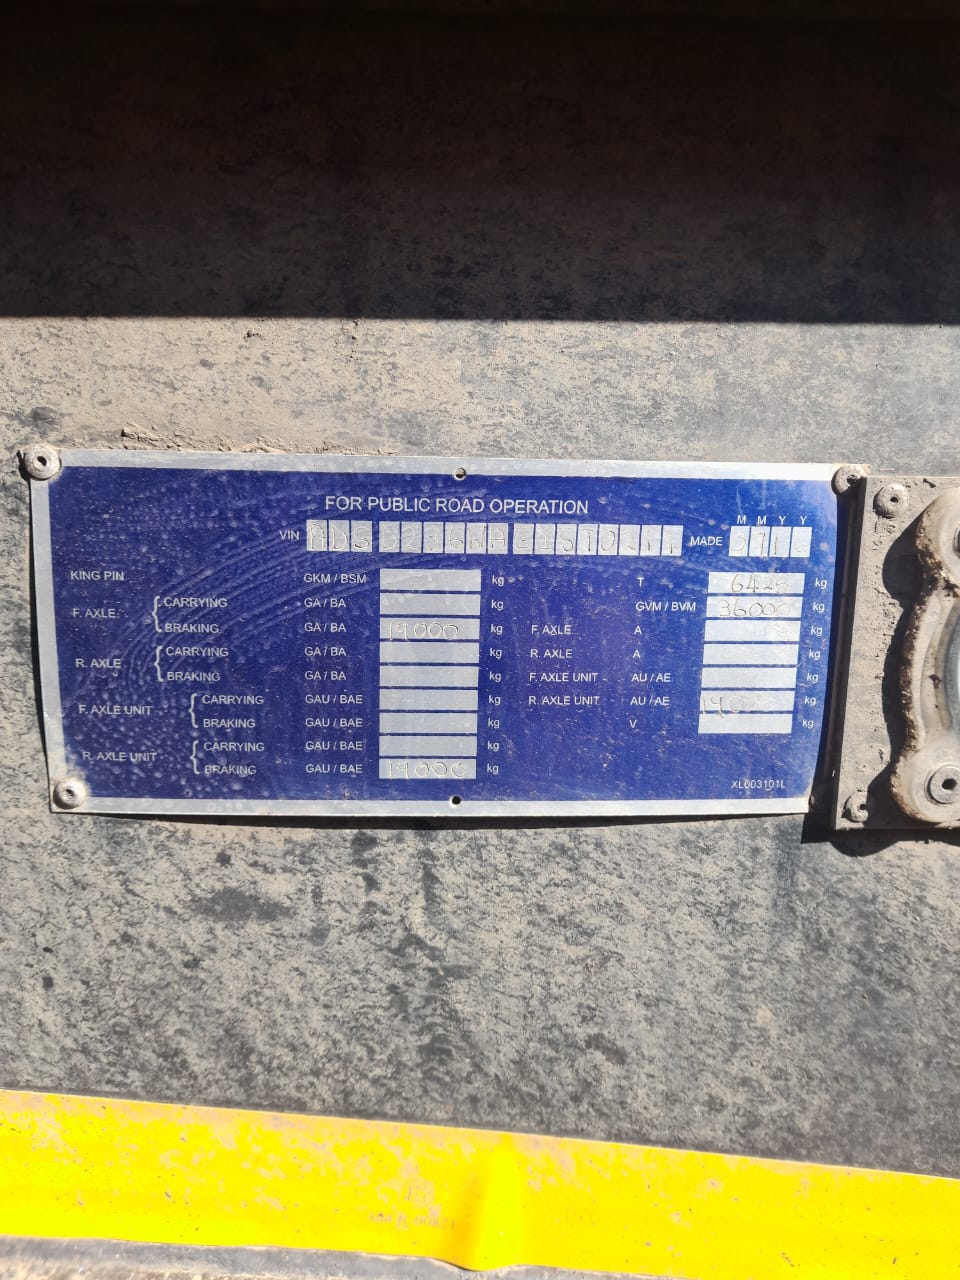 FOR PUBLIC ROAD OPERATION
M M Y Y
VIN MADE
KING PIN GKM / BSM kg T 6425 kg
F. AXLE: { CARRYING GA / BA kg GVM / BVM 36000 kg
BRAKING GA / BA 19000 kg F. AXLE A kg
R. AXLE { CARRYING GA / BA kg R. AXLE A kg
BRAKING GA / BA kg F. AXLE UNIT AU / AE kg
F. AXLE UNIT { CARRYING GAU / BAE kg R. AXLE UNIT AU / AE kg
BRAKING GAU / BAE kg V kg
R. AXLE UNIT { CARRYING GAU / BAE kg
BRAKING GAU / BAE 19000 kg
XL003101L